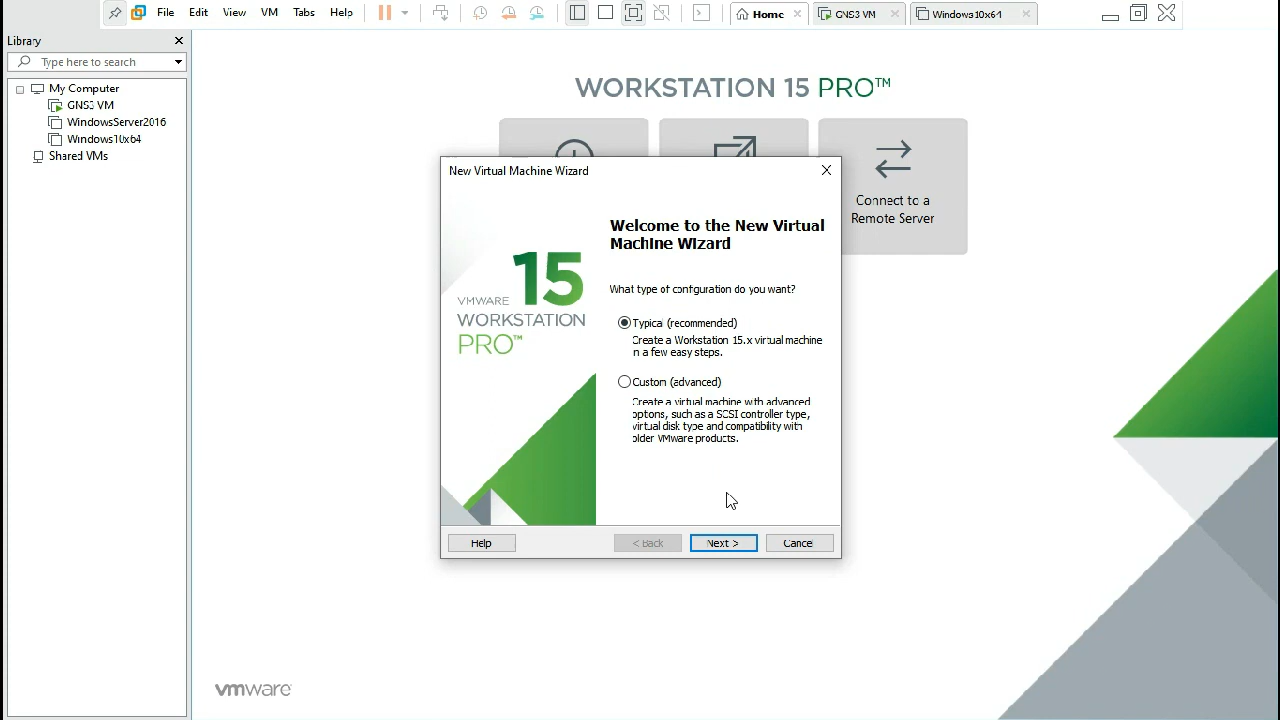 File Edit View VM Tabs Help
Home
GNS3 VM
Windows10x64
Library
Type here to search
My Computer
GNS3 VM
WindowsServer2016
Windows10x64
Shared VMs
WORKSTATION 15 PRO™
Connect to a
Remote Server
New Virtual Machine Wizard
15
VMWARE
WORKSTATION
PRO™
Welcome to the New Virtual
Machine Wizard
What type of configuration do you want?
Typical (recommended)
Create a Workstation 15.x virtual machine
in a few easy steps.
Custom (advanced)
Create a virtual machine with advanced
options, such as a SCSI controller type,
virtual disk type and compatibility with
older VMware products.
Help
< Back
Next >
Cancel
vmware